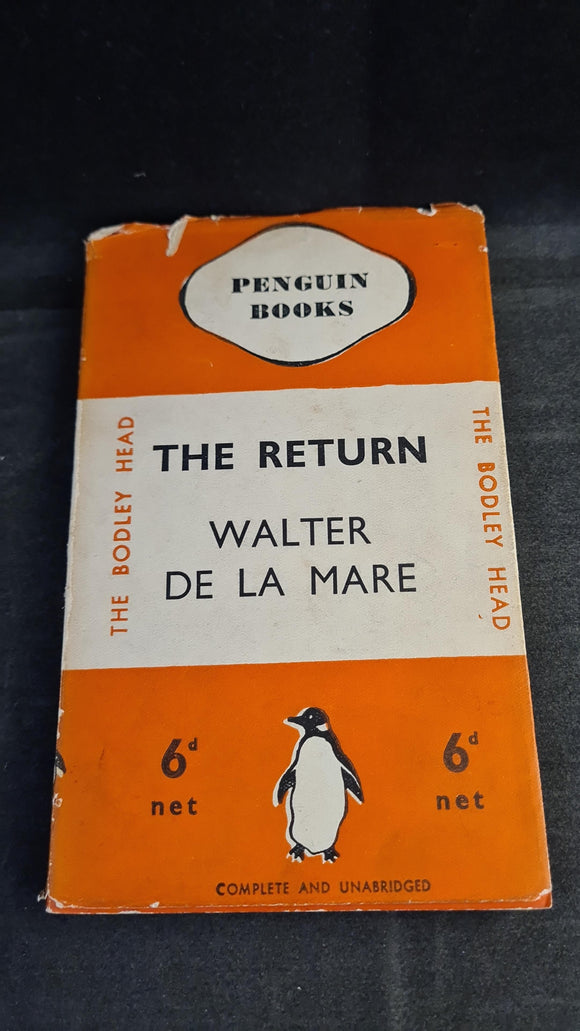 PENGUIN
BOOKS
THE BODLEY HEAD
THE RETURN
WALTER
DE LA MARE
THE BODLEY HEAD
6d
net
6d
net
COMPLETE AND UNABRIDGED